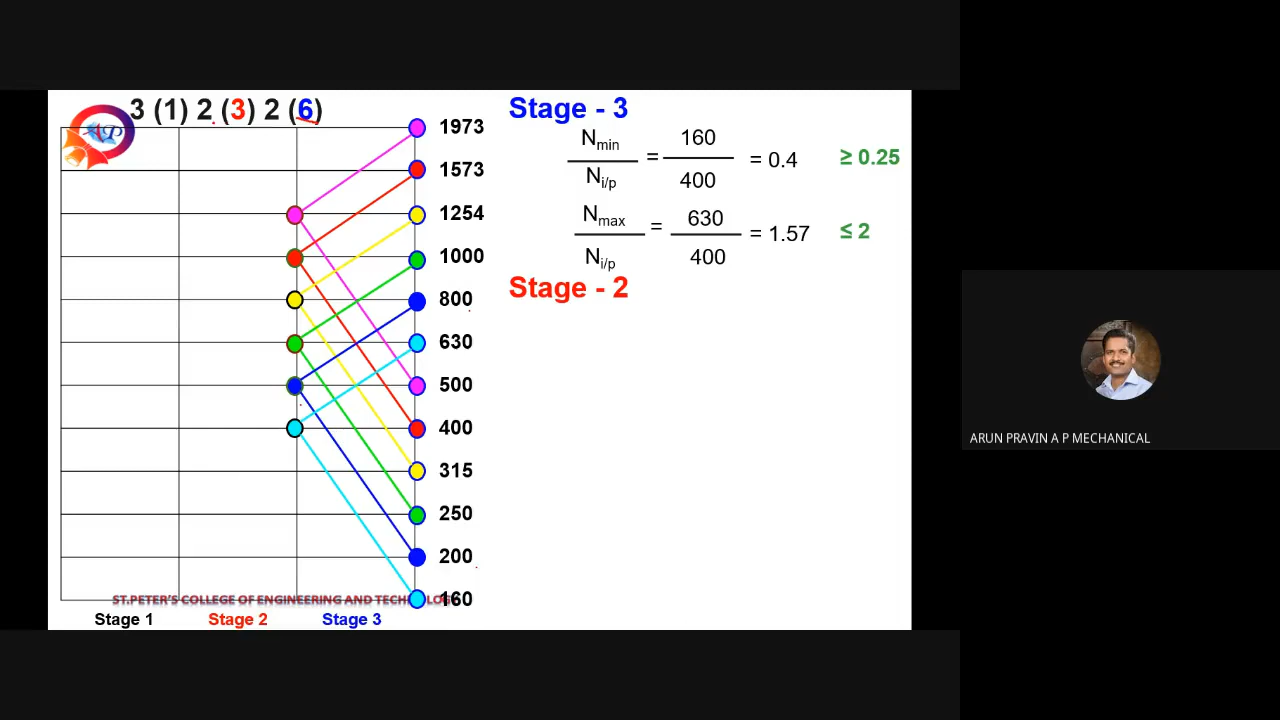 3 (1) 2 (3) 2 (6)
AP
1973
1573
1254
1000
800
630
500
400
315
250
200
160
ST.PETER'S COLLEGE OF ENGINEERING AND TECHNOLOGY
Stage 1 Stage 2 Stage 3
Stage - 3
Nmin / Ni/p = 160 / 400 = 0.4 ≥ 0.25
Nmax / Ni/p = 630 / 400 = 1.57 ≤ 2
Stage - 2
ARUN PRAVIN A P MECHANICAL